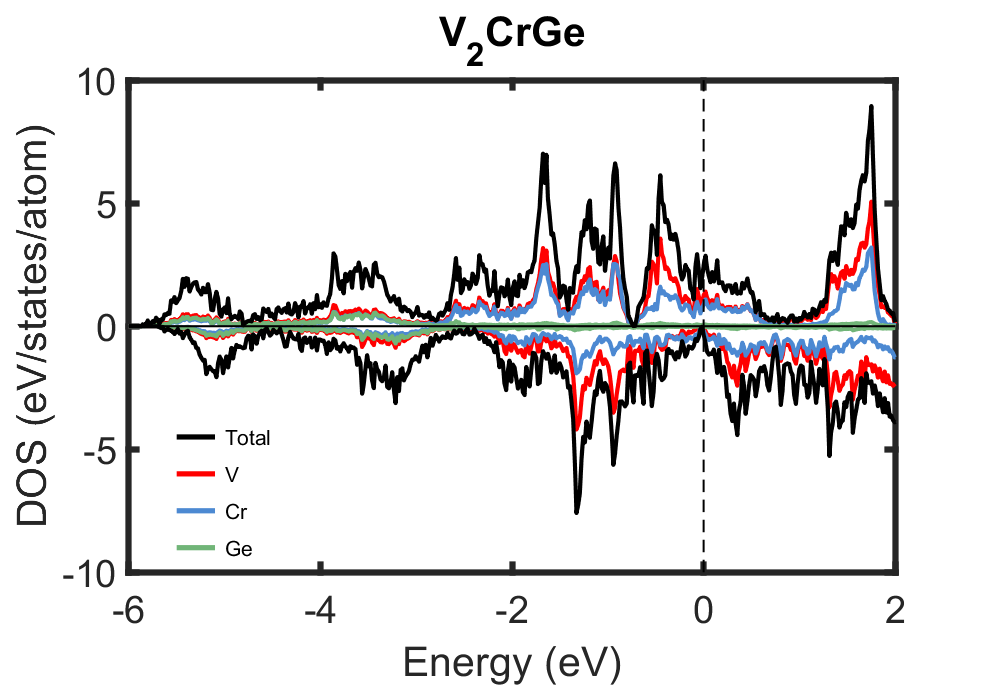 V2CrGe
DOS (eV/states/atom)
10
5
0
-5
-10
Total
V
Cr
Ge
-6 -4 -2 0 2
Energy (eV)